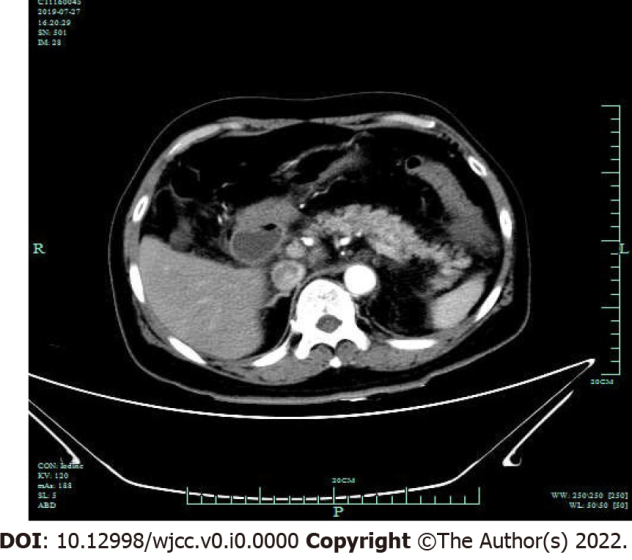 CT1160045
2019-07-27
16:20:29
SN: 501
IM: 28
R
L
20CM
CON: Iodine
KV: 120
mAs: 188
SL: 5
ABD
20CM
P
WW: 250\250 [250]
WL: 50\50 [50]
DOI: 10.12998/wjcc.v0.i0.0000 Copyright ©The Author(s) 2022.